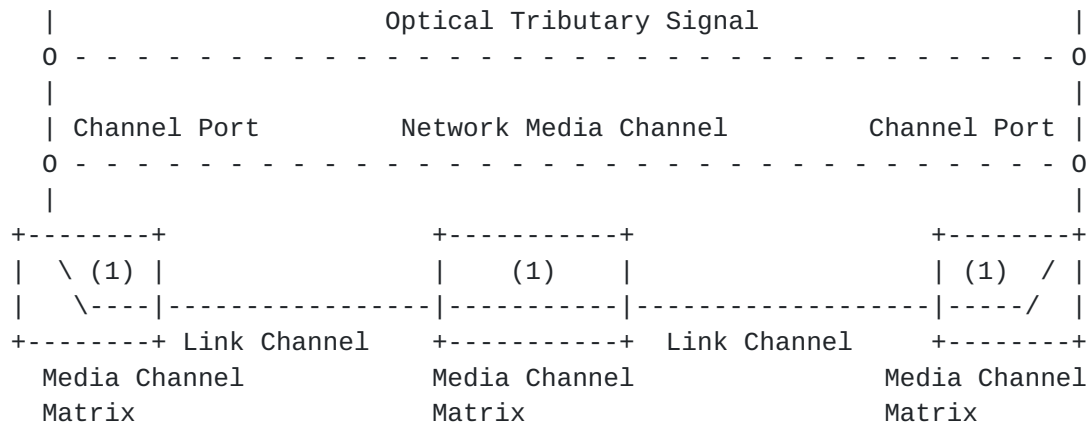 |                     Optical Tributary Signal                    |
O - - - - - - - - - - - - - - - - - - - - - - - - - - - - - - - - O
|                                                                 |
| Channel Port         Network Media Channel         Channel Port |
O - - - - - - - - - - - - - - - - - - - - - - - - - - - - - - - - O
|                                                                 |
+--------+                 +-----------+                   +--------+
|  \ (1) |                 |    (1)    |                   | (1)  / |
|   \----|-----------------|-----------|-------------------|-----/  |
+--------+ Link Channel    +-----------+  Link Channel     +--------+
Media Channel            Media Channel                Media Channel
Matrix                   Matrix                       Matrix